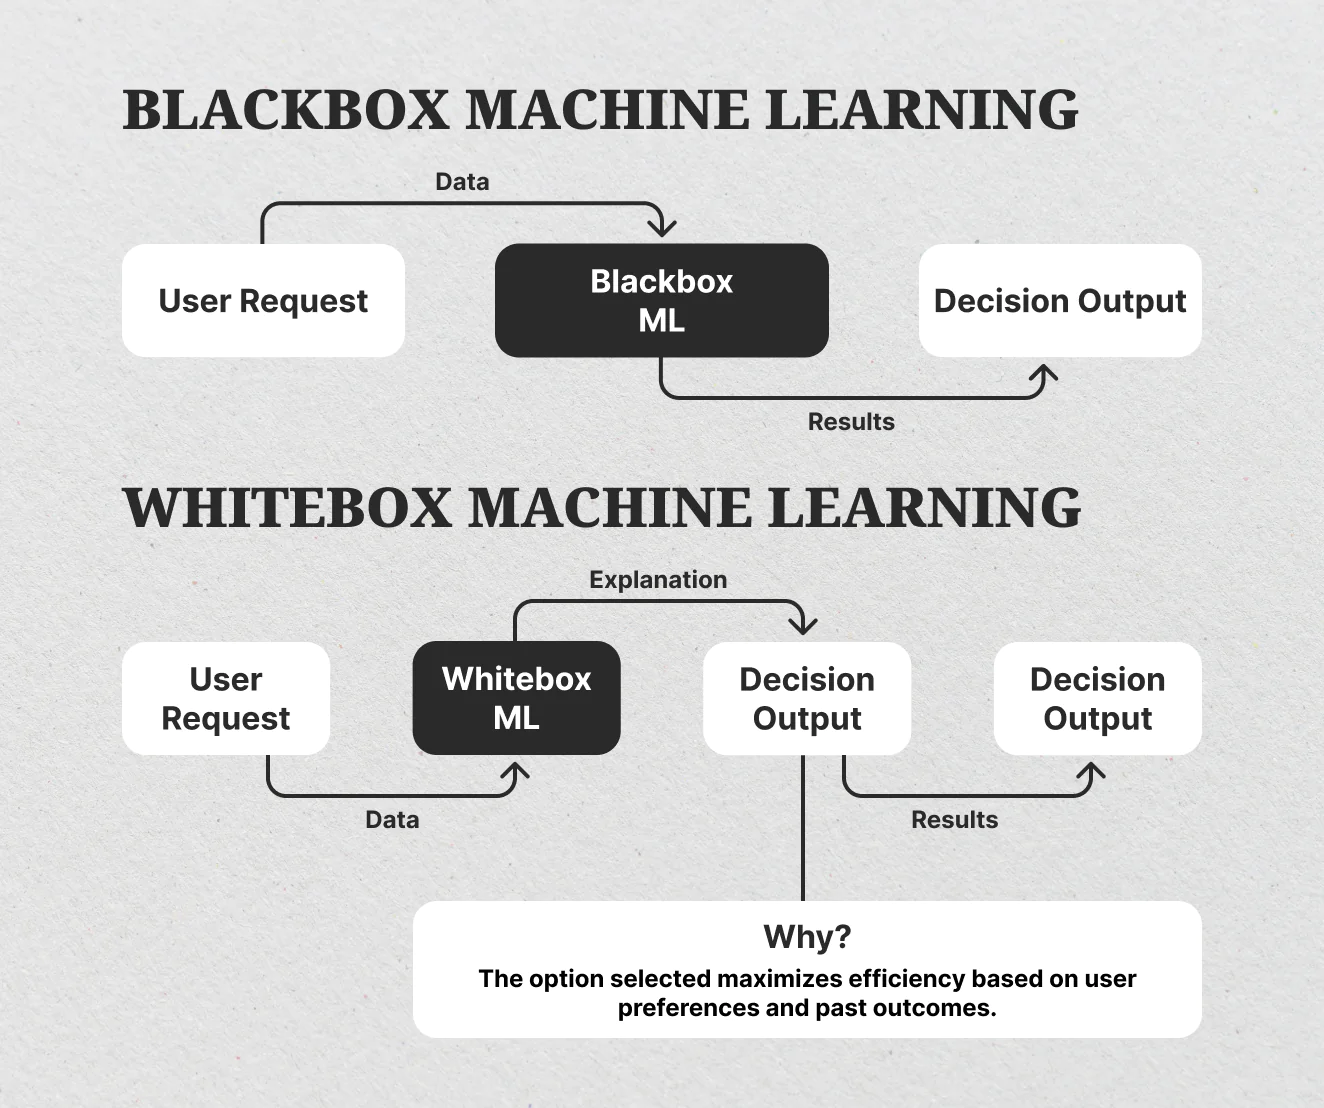 BLACKBOX MACHINE LEARNING
Data
User Request
Blackbox
ML
Decision Output
Results
WHITEBOX MACHINE LEARNING
Explanation
User
Request
Whitebox
ML
Decision
Output
Decision
Output
Data
Results
Why?
The option selected maximizes efficiency based on user
preferences and past outcomes.